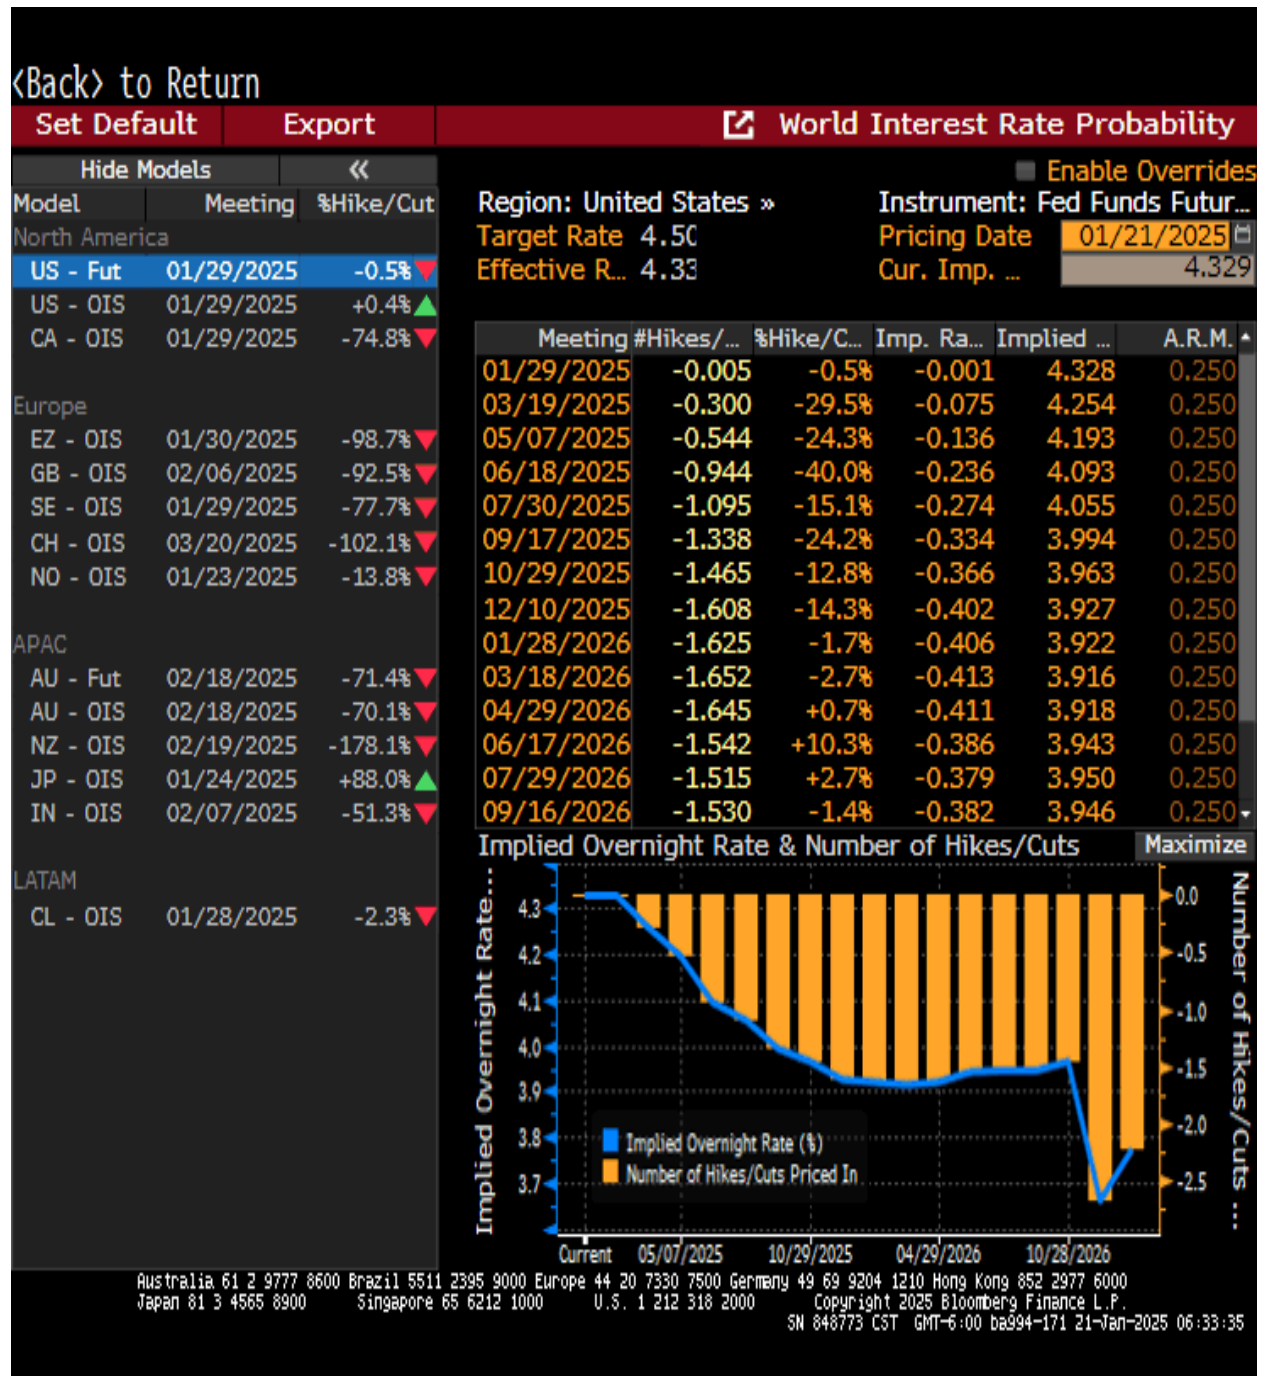 <Back> to Return
Set Default Export World Interest Rate Probability
Hide Models «
Enable Overrides
Model Meeting %Hike/Cut
Region: United States » Instrument: Fed Funds Futur...
North America
Target Rate 4.50 Pricing Date 01/21/2025
US - Fut 01/29/2025 -0.5%
Effective R... 4.33 Cur. Imp. ... 4.329
US - OIS 01/29/2025 +0.4%
CA - OIS 01/29/2025 -74.8%
Europe
EZ - OIS 01/30/2025 -98.7%
GB - OIS 02/06/2025 -92.5%
SE - OIS 01/29/2025 -77.7%
CH - OIS 03/20/2025 -102.1%
NO - OIS 01/23/2025 -13.8%
APAC
AU - Fut 02/18/2025 -71.4%
AU - OIS 02/18/2025 -70.1%
NZ - OIS 02/19/2025 -178.1%
JP - OIS 01/24/2025 +88.0%
IN - OIS 02/07/2025 -51.3%
LATAM
CL - OIS 01/28/2025 -2.3%
Meeting #Hikes/... %Hike/C... Imp. Ra... Implied ... A.R.M.
01/29/2025 -0.005 -0.5% -0.001 4.328 0.250
03/19/2025 -0.300 -29.5% -0.075 4.254 0.250
05/07/2025 -0.544 -24.3% -0.136 4.193 0.250
06/18/2025 -0.944 -40.0% -0.236 4.093 0.250
07/30/2025 -1.095 -15.1% -0.274 4.055 0.250
09/17/2025 -1.338 -24.2% -0.334 3.994 0.250
10/29/2025 -1.465 -12.8% -0.366 3.963 0.250
12/10/2025 -1.608 -14.3% -0.402 3.927 0.250
01/28/2026 -1.625 -1.7% -0.406 3.922 0.250
03/18/2026 -1.652 -2.7% -0.413 3.916 0.250
04/29/2026 -1.645 +0.7% -0.411 3.918 0.250
06/17/2026 -1.542 +10.3% -0.386 3.943 0.250
07/29/2026 -1.515 +2.7% -0.379 3.950 0.250
09/16/2026 -1.530 -1.4% -0.382 3.946 0.250
Implied Overnight Rate & Number of Hikes/Cuts Maximize
Implied Overnight Rate...
4.3
4.2
4.1
4.0
3.9
3.8
3.7
Implied Overnight Rate (%)
Number of Hikes/Cuts Priced In
0.0
-0.5
-1.0
-1.5
-2.0
-2.5
Number of Hikes/Cuts ...
Current 05/07/2025 10/29/2025 04/29/2026 10/28/2026
Australia 61 2 9777 8600 Brazil 5511 2395 9000 Europe 44 20 7330 7500 Germany 49 69 9204 1210 Hong Kong 852 2977 6000
Japan 81 3 4565 8900 Singapore 65 6212 1000 U.S. 1 212 318 2000 Copyright 2025 Bloomberg Finance L.P.
SN 848773 CST GMT-6:00 ba994-171 21-Jan-2025 06:33:35